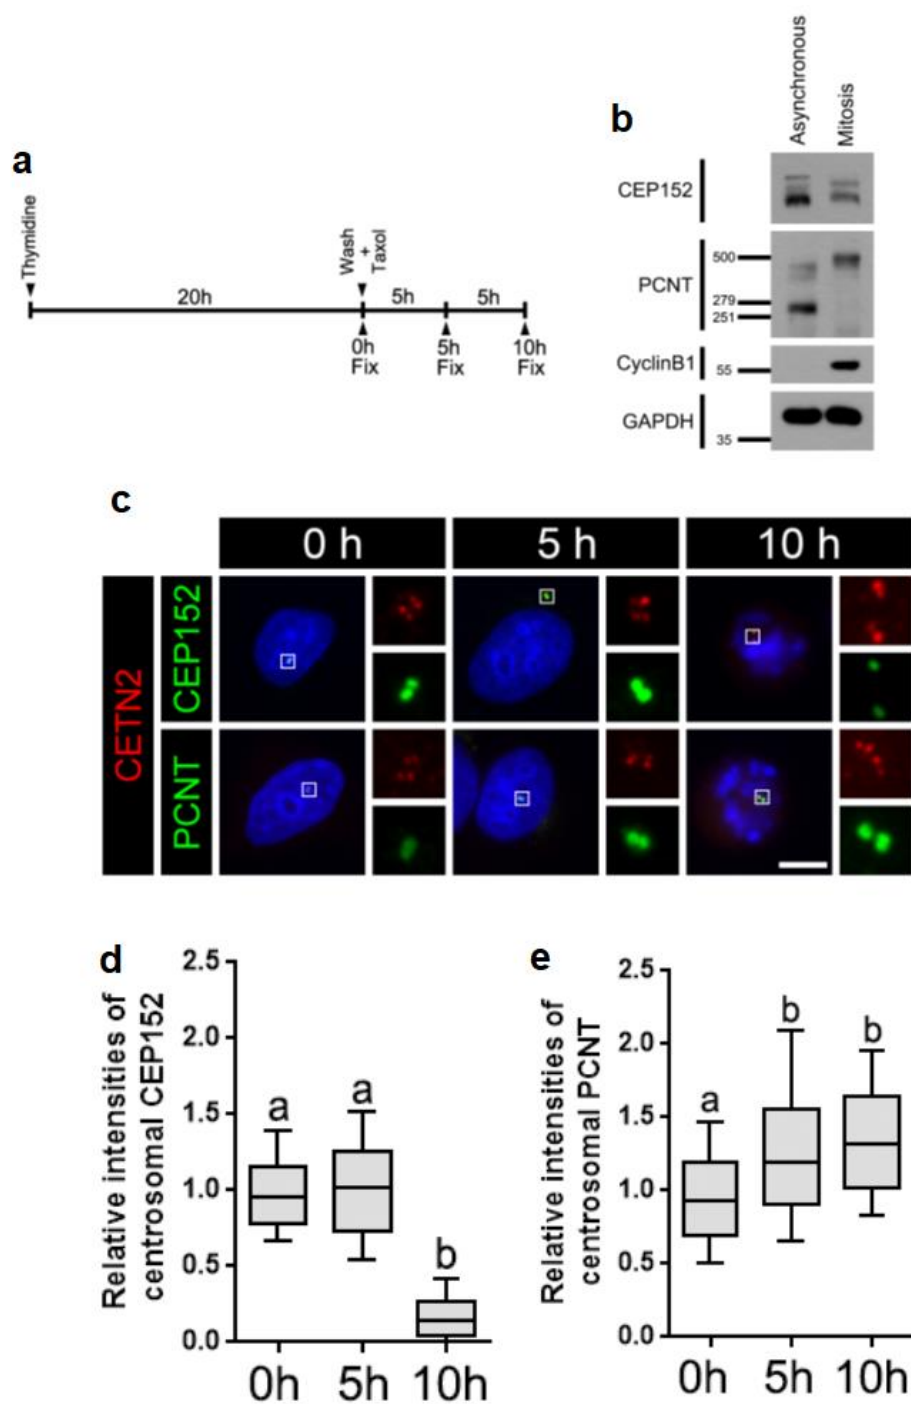 a
Thymidine
Wash
+
Taxol
20h
5h
5h
0h
Fix
5h
Fix
10h
Fix
b
Asynchronous
Mitosis
CEP152
PCNT
500
279
251
CyclinB1
55
GAPDH
35
c
0 h
5 h
10 h
CETN2
CEP152
PCNT
d
Relative intensities of
centrosomal CEP152
2.5
2.0
1.5
1.0
0.5
0.0
a
a
b
0h
5h
10h
e
Relative intensities of
centrosomal PCNT
2.5
2.0
1.5
1.0
0.5
0.0
a
b
b
0h
5h
10h